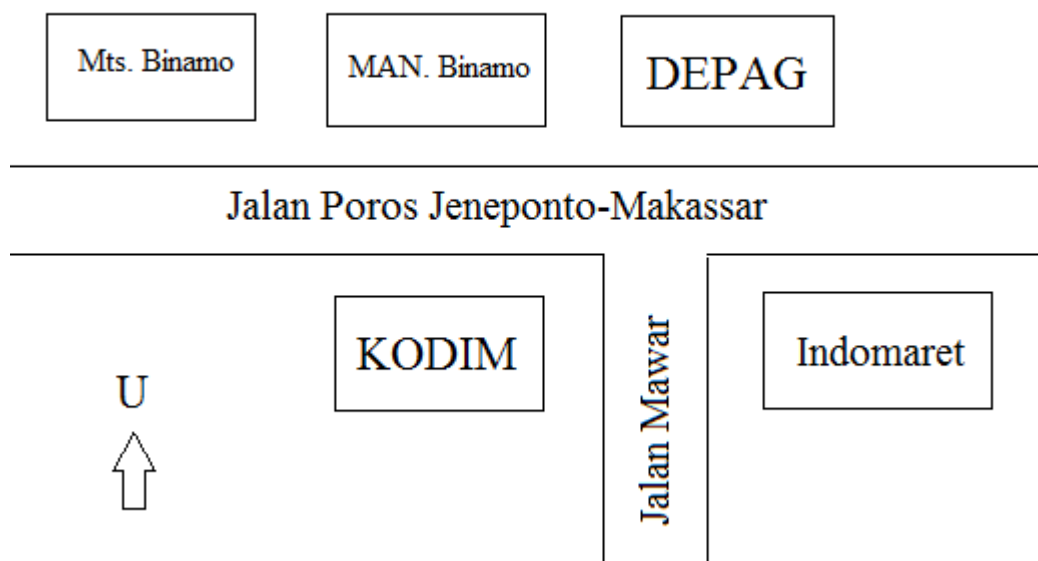 Mts. Binamo
MAN. Binamo
DEPAG
Jalan Poros Jeneponto-Makassar
KODIM
Jalan Mawar
Indomaret
U